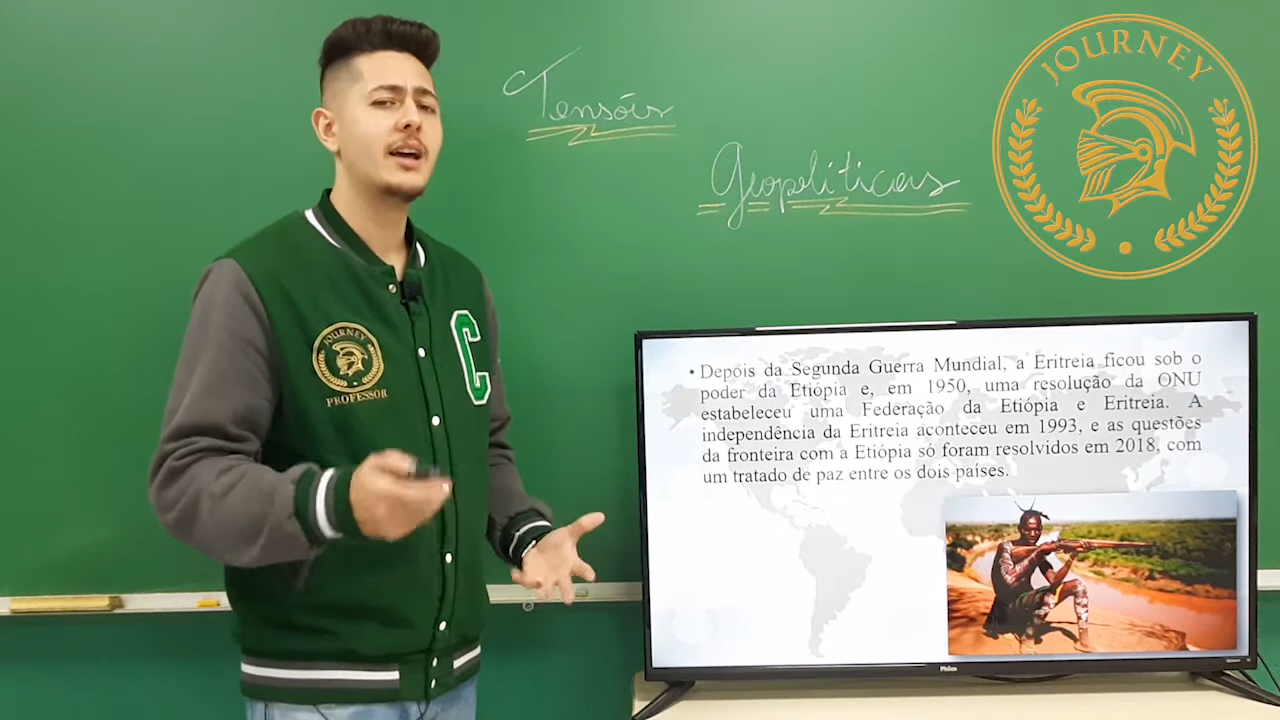 Tensóis
Geopolíticas
JOURNEY
JOURNEY
PROFESSOR
C
• Depois da Segunda Guerra Mundial, a Eritreia ficou sob o
poder da Etiópia e, em 1950, uma resolução da ONU
estabeleceu uma Federação da Etiópia e Eritreia. A
independência da Eritreia aconteceu em 1993, e as questões
da fronteira com a Etiópia só foram resolvidos em 2018, com
um tratado de paz entre os dois países.
Philco